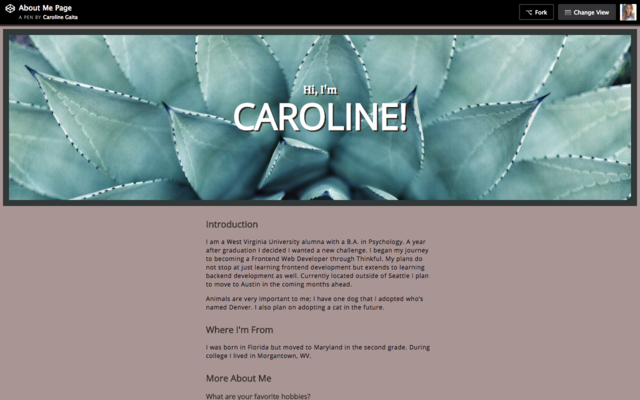 About Me Page
A PEN BY Caroline Gaita
Fork
Change View
Hi, I'm
CAROLINE!
Introduction
I am a West Virginia University alumna with a B.A. in Psychology. A year
after graduation I decided I wanted a new challenge. I began my journey
to becoming a Frontend Web Developer through Thinkful. My plans do
not stop at just learning frontend development but extends to learning
backend development as well. Currently located outside of Seattle I plan
to move to Austin in the coming months ahead.
Animals are very important to me; I have one dog that I adopted who's
named Denver. I also plan on adopting a cat in the future.
Where I'm From
I was born in Florida but moved to Maryland in the second grade. During
college I lived in Morgantown, WV.
More About Me
What are your favorite hobbies?